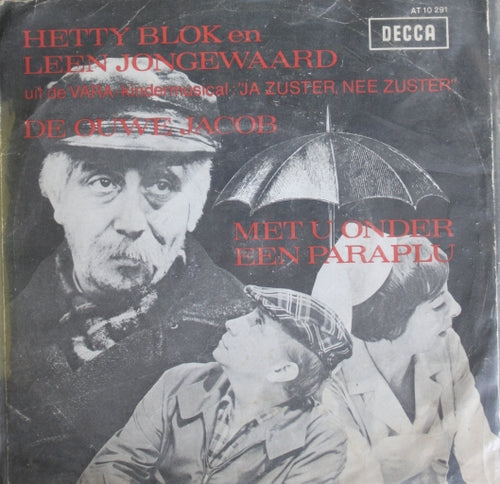 AT 10 291
DECCA
HETTY BLOK en
LEEN JONGEWAARD
uit de VARA-kindermusical: "JA ZUSTER, NEE ZUSTER"
DE OUWE JACOB
MET U ONDER
EEN PARAPLU